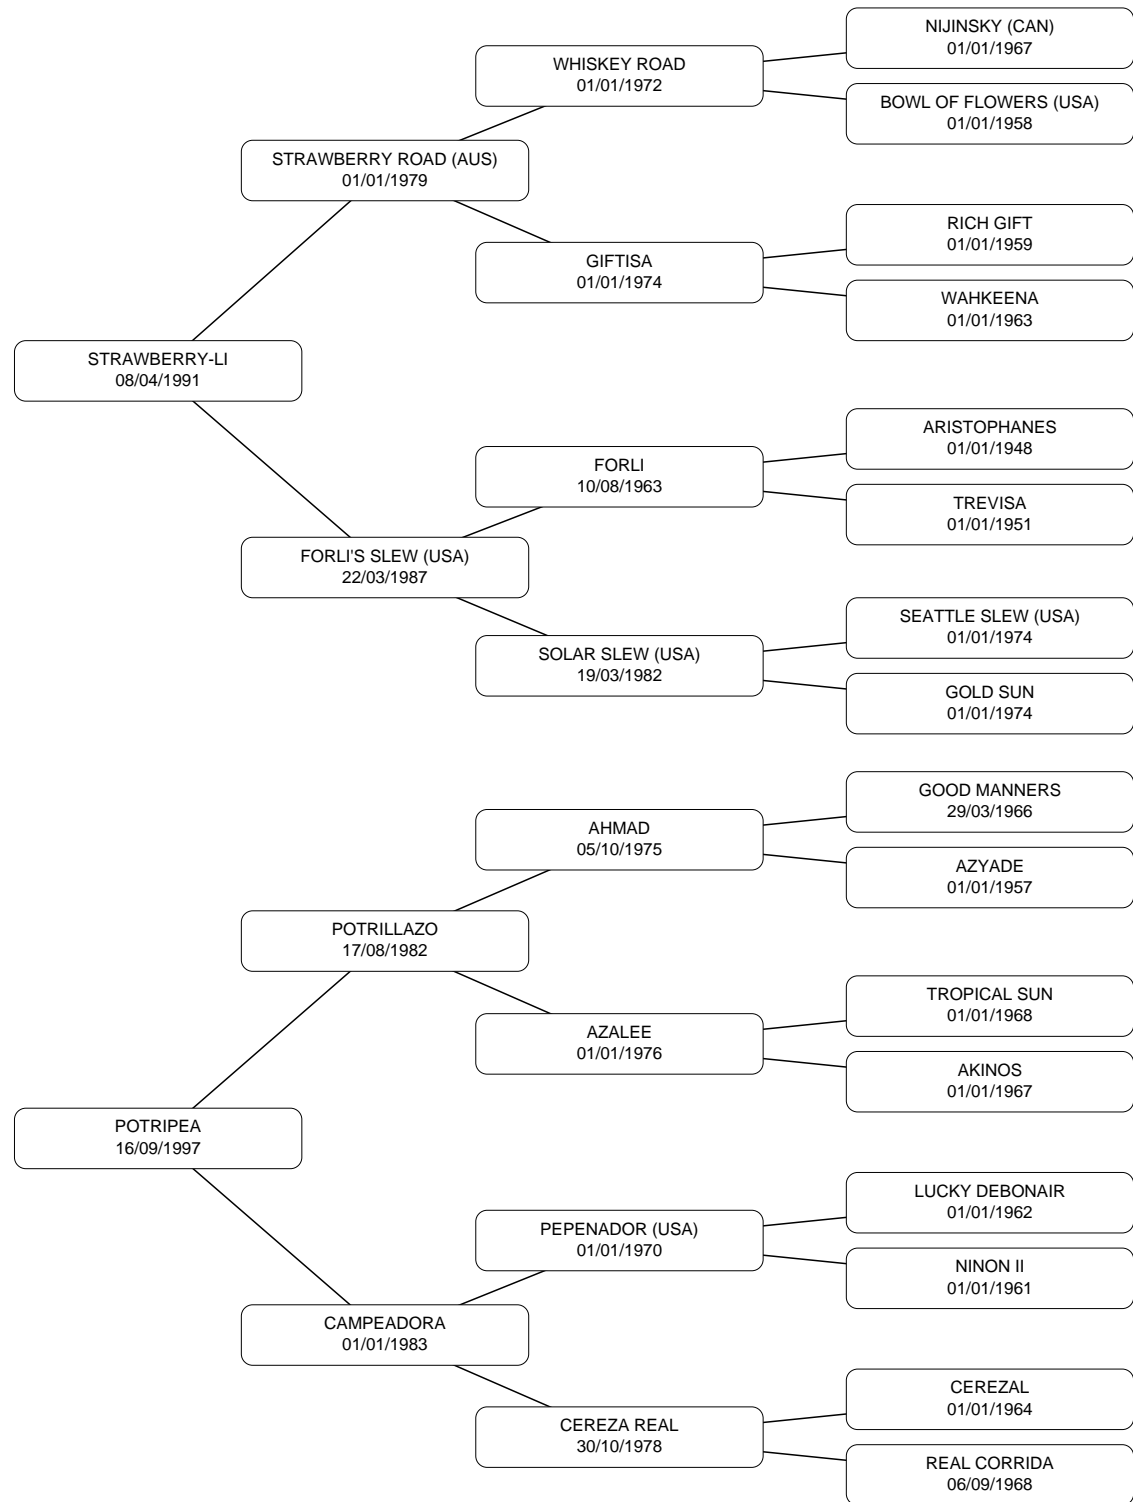 NIJINSKY (CAN)
01/01/1967
WHISKEY ROAD
01/01/1972
BOWL OF FLOWERS (USA)
01/01/1958
STRAWBERRY ROAD (AUS)
01/01/1979
RICH GIFT
01/01/1959
GIFTISA
01/01/1974
WAHKEENA
01/01/1963
STRAWBERRY-LI
08/04/1991
ARISTOPHANES
01/01/1948
FORLI
10/08/1963
TREVISA
01/01/1951
FORLI'S SLEW (USA)
22/03/1987
SEATTLE SLEW (USA)
01/01/1974
SOLAR SLEW (USA)
19/03/1982
GOLD SUN
01/01/1974
GOOD MANNERS
29/03/1966
AHMAD
05/10/1975
AZYADE
01/01/1957
POTRILLAZO
17/08/1982
TROPICAL SUN
01/01/1968
AZALEE
01/01/1976
AKINOS
01/01/1967
POTRIPEA
16/09/1997
LUCKY DEBONAIR
01/01/1962
PEPENADOR (USA)
01/01/1970
NINON II
01/01/1961
CAMPEADORA
01/01/1983
CEREZAL
01/01/1964
CEREZA REAL
30/10/1978
REAL CORRIDA
06/09/1968